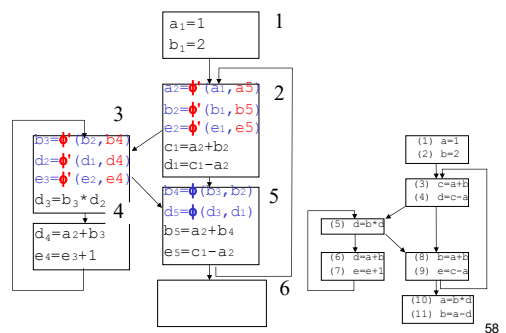 1
a1=1
b1=2
2
a2=ϕ'(a1,a5)
b2=ϕ'(b1,b5)
e2=ϕ'(e1,e5)
c1=a2+b2
d1=c1-a2
3
b3=ϕ'(b2,b4)
d2=ϕ'(d1,d4)
e3=ϕ'(e2,e4)
d3=b3*d2
4
d4=a2+b3
e4=e3+1
5
b4=ϕ(b3,b2)
d5=ϕ(d3,d1)
b5=a2+b4
e5=c1-a2
6
(1) a=1
(2) b=2
(3) c=a+b
(4) d=c-a
(5) d=b*d
(6) d=a+b
(7) e=e+1
(8) b=a+b
(9) e=c-a
(10) a=b*d
(11) b=a-d
58